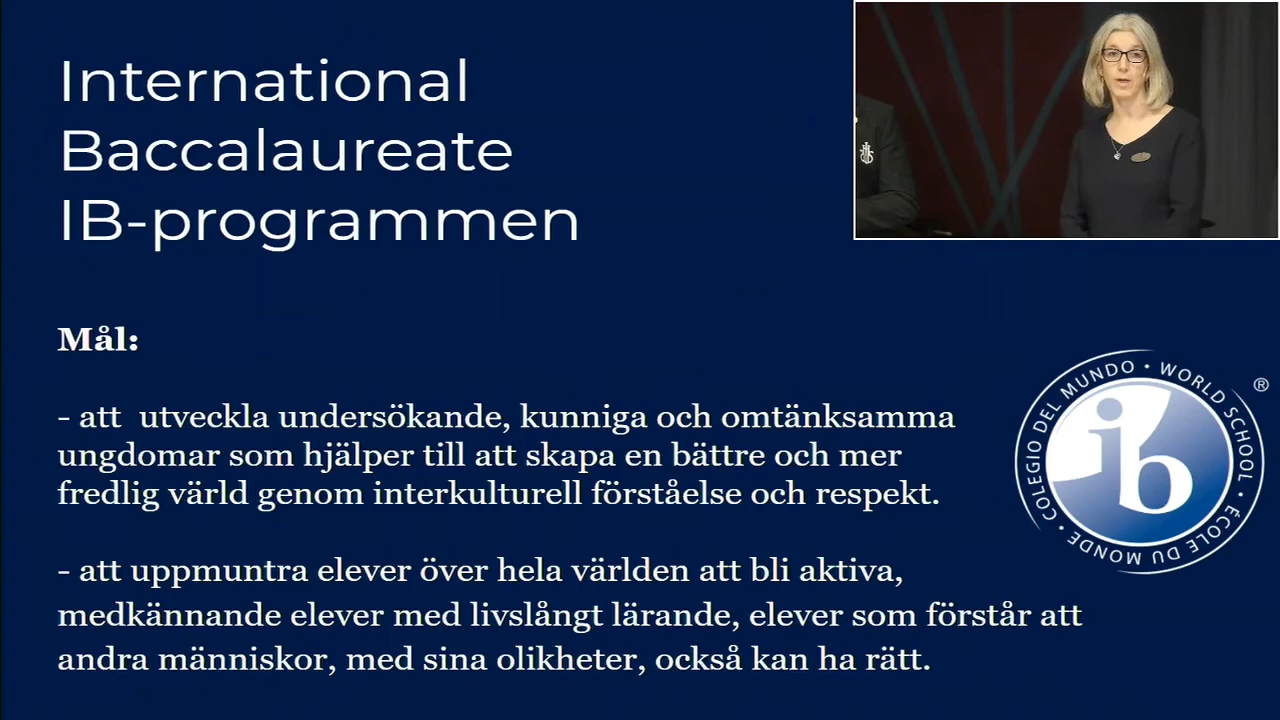 International
Baccalaureate
IB-programmen
Mål:
- att  utveckla undersökande, kunniga och omtänksamma
ungdomar som hjälper till att skapa en bättre och mer
fredlig värld genom interkulturell förståelse och respekt.
- att uppmuntra elever över hela världen att bli aktiva,
medkännande elever med livslångt lärande, elever som förstår att
andra människor, med sina olikheter, också kan ha rätt.
COLEGIO DEL MUNDO • WORLD SCHOOL • ÉCOLE DU MONDE •
®
ib